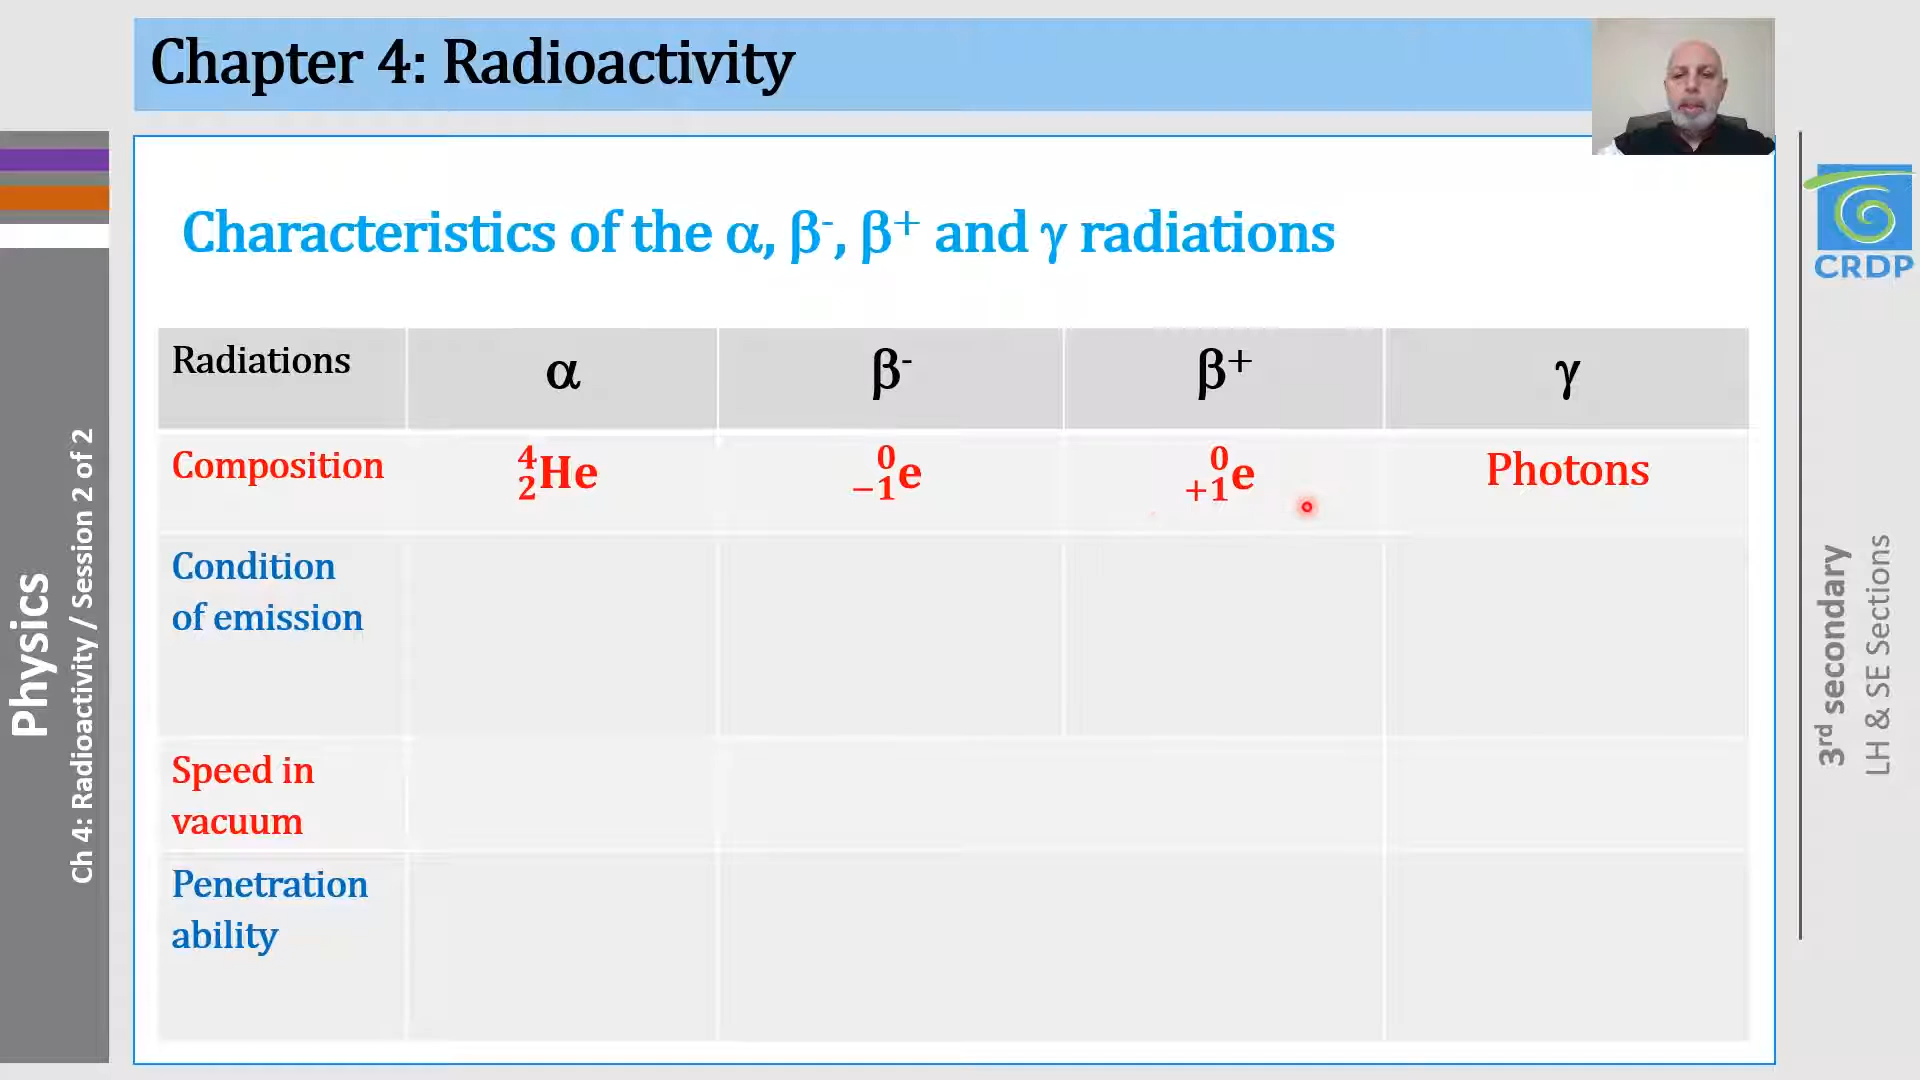 Chapter 4: Radioactivity
Characteristics of the α, β⁻, β⁺ and γ radiations
Radiations α β⁻ β⁺ γ
Composition ⁴₂He ⁰₋₁e ⁰₊₁e Photons
Condition
of emission
Speed in
vacuum
Penetration
ability
Physics
Ch 4: Radioactivity / Session 2 of 2
CRDP
3rd secondary
LH & SE Sections